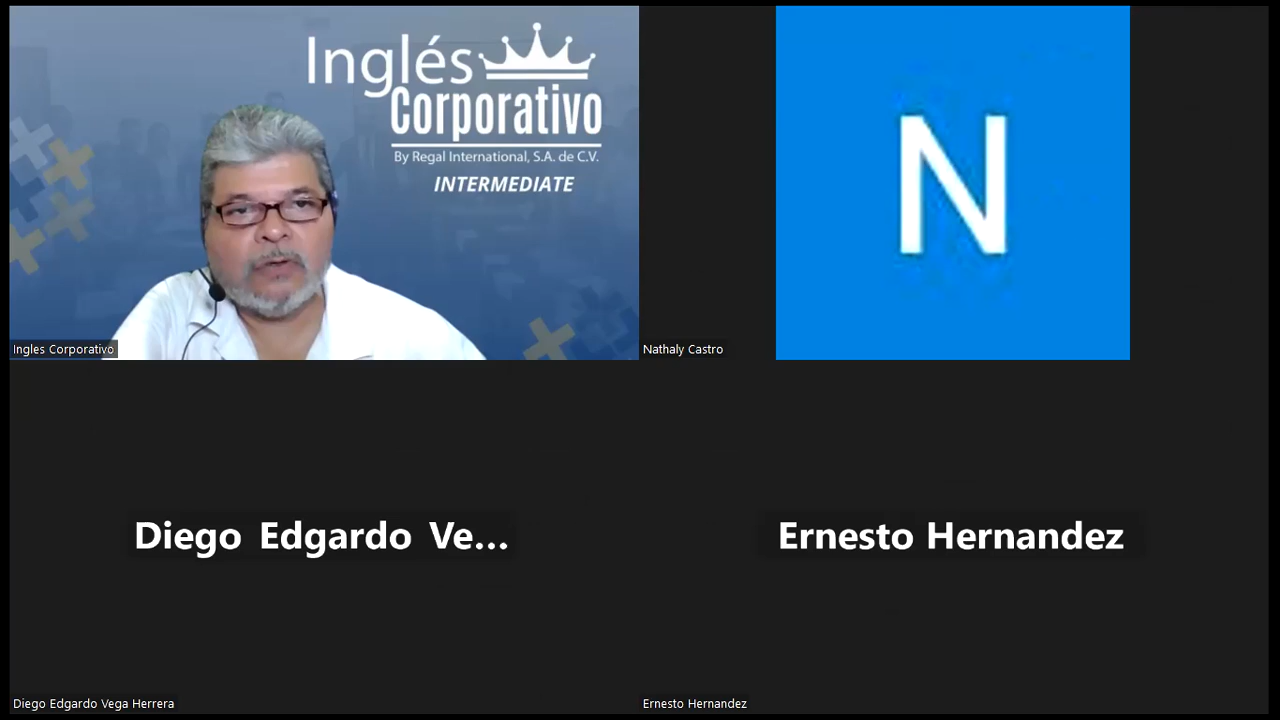 Inglés
Corporativo
By Regal International, S.A. de C.V.
INTERMEDIATE
Ingles Corporativo
N
Nathaly Castro
Diego Edgardo Ve...
Ernesto Hernandez
Diego Edgardo Vega Herrera
Ernesto Hernandez